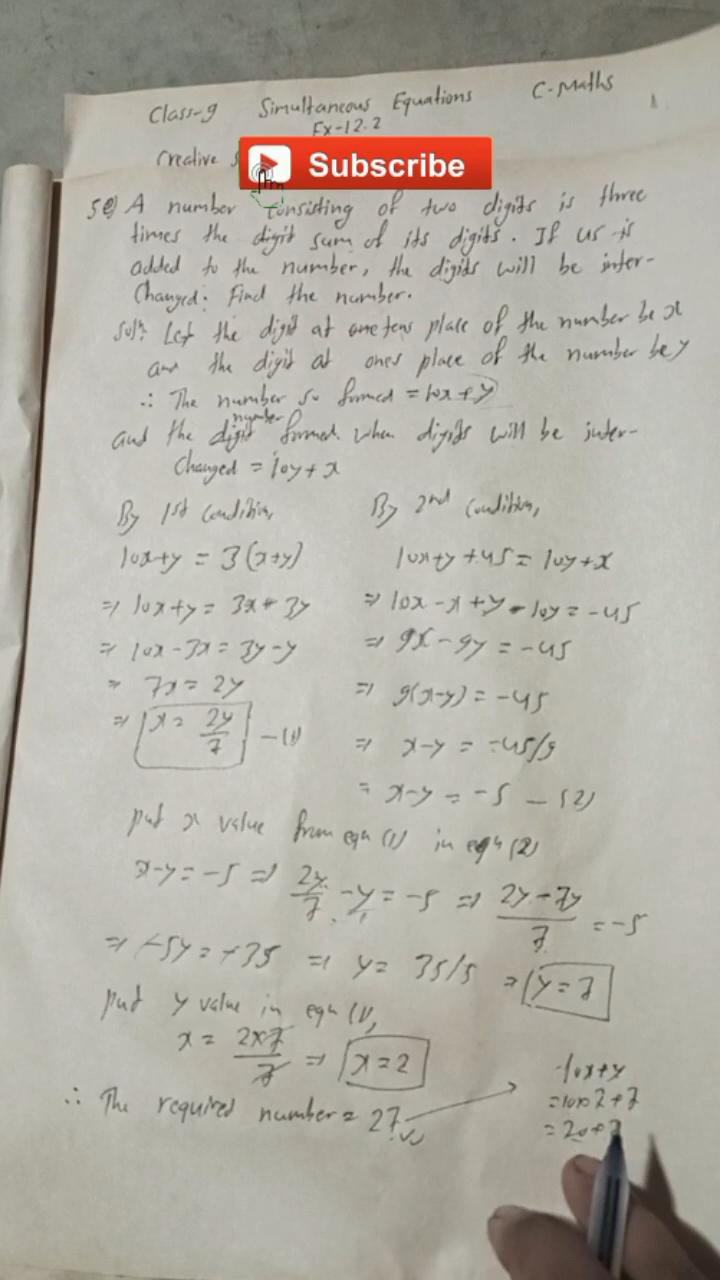 Class-9 Simultaneous Equations C-Maths
Ex-12.2
Creative
Subscribe
5e) A number consisting of two digits is three
times the digit sum of its digits. If 45 is
added to the number, the digits will be inter-
changed. Find the number.
Solⁿ: Let the digit at one tens place of the number be x
and the digit at ones place of the number be y
∴ The number so formed = 10x+y
number
and the digit formed when digits will be inter-
changed = 10y+x
By 1st condition, By 2nd condition,
10x+y = 3(x+y) 10x+y+45 = 10y+x
⇒ 10x+y = 3x+3y ⇒ 10x-x+y-10y = -45
⇒ 10x-3x = 3y-y ⇒ 9x-9y = -45
⇒ 7x = 2y ⇒ 9(x-y) = -45
⇒ x = 2y/7 —(1) ⇒ x-y = -45/9
= x-y = -5 —(2)
put x value from eqn (1) in eqn (2)
x-y = -5 ⇒ 2y/7 - y/1 = -5 ⇒ 2y-7y/7 = -5
⇒ -5y = -35 ⇒ y = 35/5 ⇒ y = 7
put y value in eqn (1),
x = 2×7/7 ⇒ x = 2
∴ The required number = 27
10x+y
= 10×2+7
= 20+7